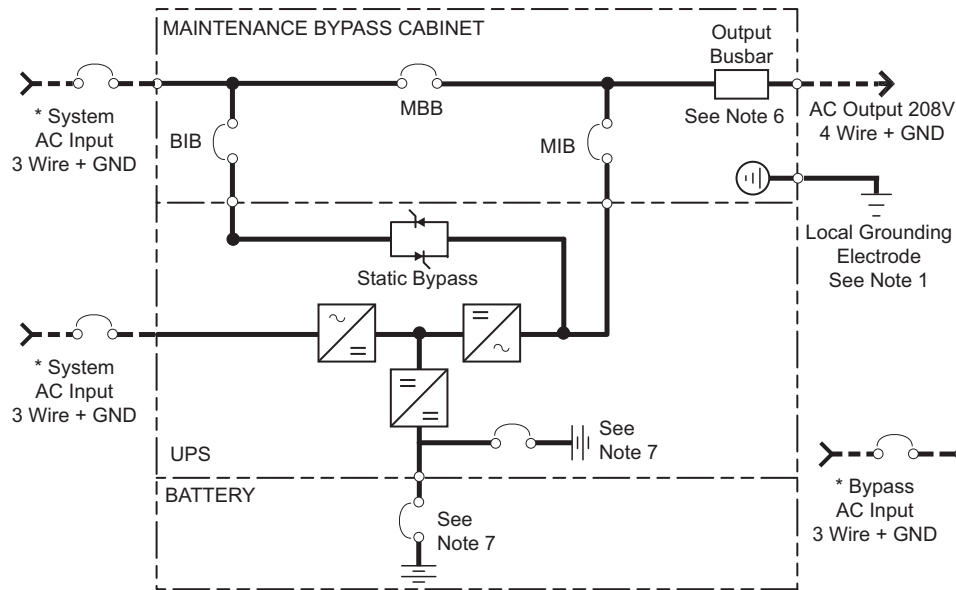 MAINTENANCE BYPASS CABINET
Output
Busbar
* System
AC Input
3 Wire + GND
MBB
See Note 6
AC Output 208V
4 Wire + GND
BIB
MIB
Local Grounding
Electrode
See Note 1
Static Bypass
* System
AC Input
3 Wire + GND
See
Note 7
UPS
BATTERY
See
Note 7
* Bypass
AC Input
3 Wire + GND